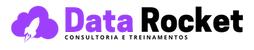 Data Rocket
CONSULTORIA E TREINAMENTOS